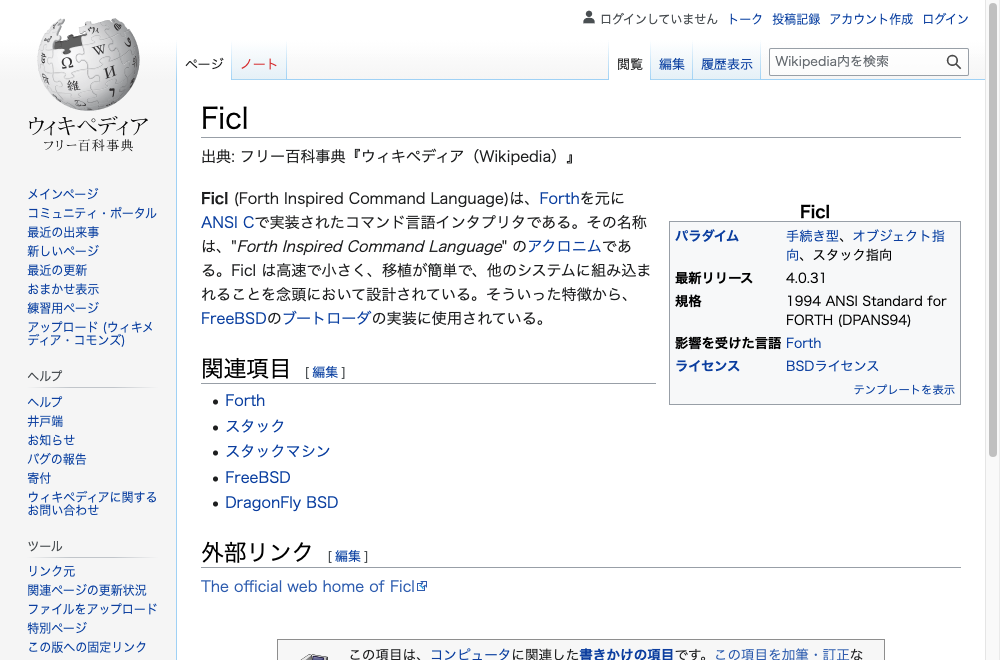 ログインしていません トーク 投稿記録 アカウント作成 ログイン
ページ ノート 閲覧 編集 履歴表示 Wikipedia内を検索
ウィキペディア
フリー百科事典
メインページ
コミュニティ・ポータル
最近の出来事
新しいページ
最近の更新
おまかせ表示
練習用ページ
アップロード (ウィキメ
ディア・コモンズ)
ヘルプ
ヘルプ
井戸端
お知らせ
バグの報告
寄付
ウィキペディアに関する
お問い合わせ
ツール
リンク元
関連ページの更新状況
ファイルをアップロード
特別ページ
この版への固定リンク
Ficl
出典: フリー百科事典『ウィキペディア（Wikipedia）』
Ficl (Forth Inspired Command Language)は、Forthを元に
ANSI Cで実装されたコマンド言語インタプリタである。その名称
は、"Forth Inspired Command Language" のアクロニムであ
る。Ficl は高速で小さく、移植が簡単で、他のシステムに組み込ま
れることを念頭において設計されている。そういった特徴から、
FreeBSDのブートローダの実装に使用されている。
Ficl
パラダイム 手続き型、オブジェクト指
向、スタック指向
最新リリース 4.0.31
規格 1994 ANSI Standard for
FORTH (DPANS94)
影響を受けた言語 Forth
ライセンス BSDライセンス
テンプレートを表示
関連項目 [編集]
Forth
スタック
スタックマシン
FreeBSD
DragonFly BSD
外部リンク [編集]
The official web home of Ficl
この項目は、コンピュータに関連した書きかけの項目です。この項目を加筆・訂正な